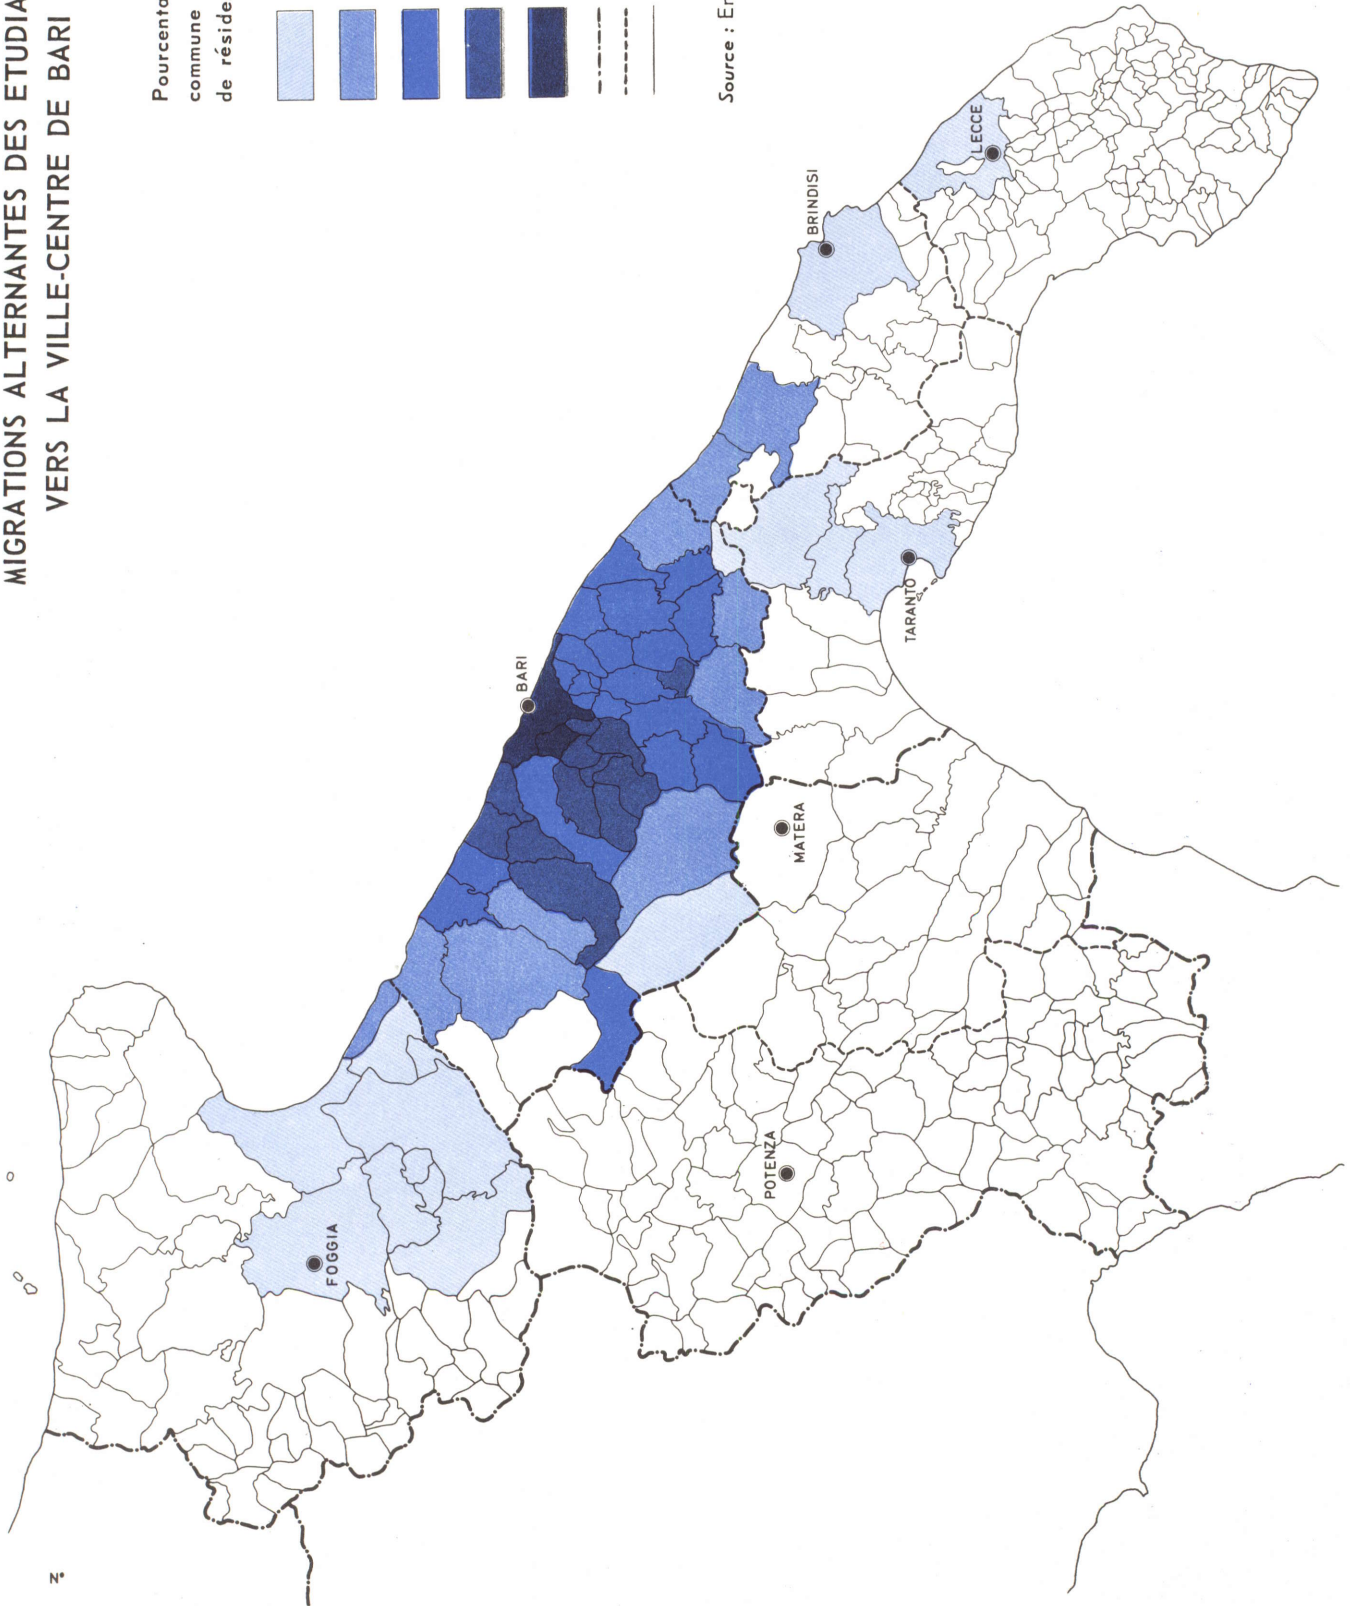 MIGRATIONS ALTERNANTES DES ETUDIA
VERS LA VILLE-CENTRE DE BARI
Pourcenta
commune
de réside
Source : En
BARI
BRINDISI
LECCE
TARANTO
MATERA
POTENZA
FOGGIA
N°